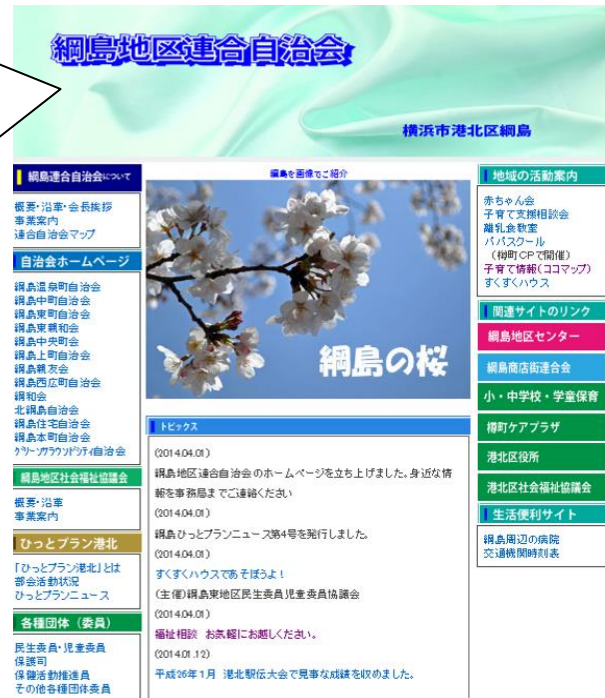 綱島地区連合自治会
横浜市港北区綱島
綱島連合自治会について
概要・沿革・会長挨拶
事業案内
連合自治会マップ
自治会ホームページ
綱島温泉町自治会
綱島中町自治会
綱島東町自治会
綱島東親和会
綱島中央町会
綱島上町自治会
綱島親友会
綱島西広町自治会
綱和会
北綱島自治会
綱島住宅自治会
綱島本町自治会
グリーンサラウンドシティ自治会
綱島地区社会福祉協議会
概要・沿革
事業案内
ひっとプラン港北
「ひっとプラン港北」とは
部会活動状況
ひっとプランニュース
各種団体（委員）
民生委員・児童委員
保護司
保健活動推進員
その他各種団体委員
綱島を画像でご紹介
綱島の桜
トピックス
(2014.04.01)
綱島地区連合自治会のホームページを立ち上げました。身近な情
報を事務局までご連絡ください
(2014.04.01)
綱島ひっとプランニュース第4号を発行しました。
(2014.04.01)
すくすくハウスであそぼうよ！
(主催)綱島東地区民生委員児童委員協議会
(2014.04.01)
福祉相談 お気軽にお越しください。
(2014.01.12)
平成26年1月 港北駅伝大会で見事な成績を収めました。
地域の活動案内
赤ちゃん会
子育て支援相談会
離乳食教室
パパスクール
（樽町CPで開催）
子育て情報（ココマップ）
すくすくハウス
関連サイトのリンク
綱島地区センター
綱島商店街連合会
小・中学校・学童保育
樽町ケアプラザ
港北区役所
港北区社会福祉協議会
生活便利サイト
綱島周辺の病院
交通機関時刻表